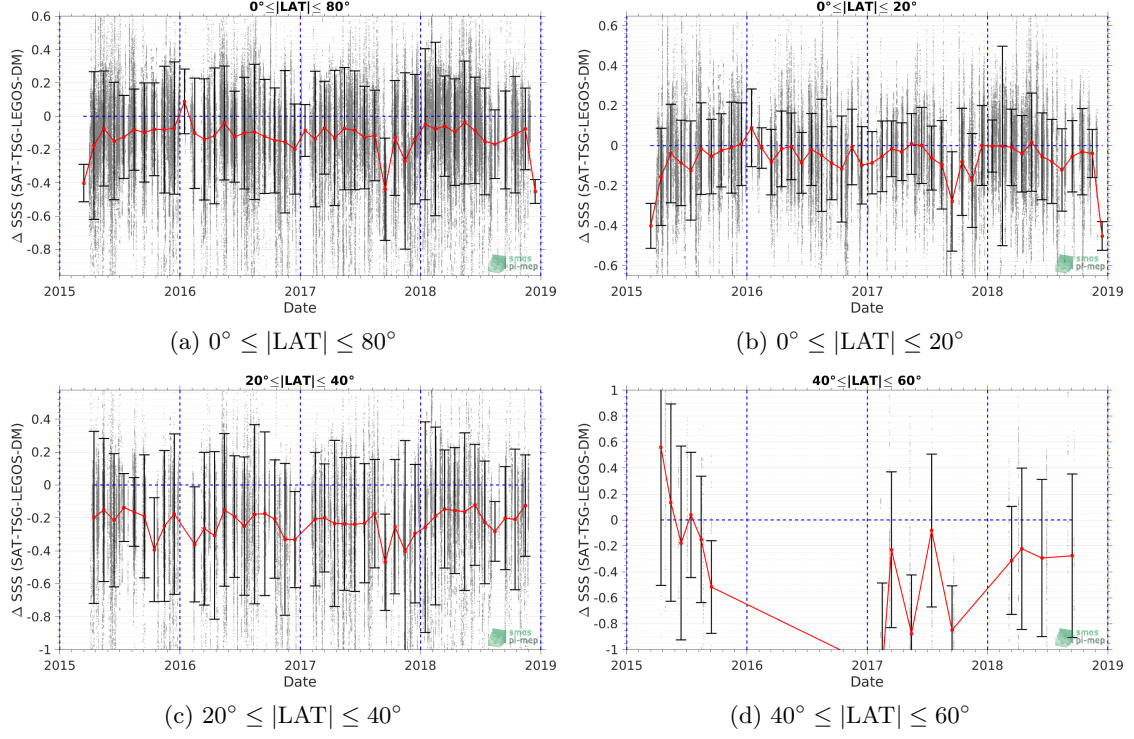 0°≤|LAT|≤ 80°
Δ SSS (SAT-TSG-LEGOS-DM)
0.6
0.4
0.2
0
-0.2
-0.4
-0.6
-0.8
2015
2016
2017
2018
2019
Date
smos
pi-mep
(a) 0° ≤ |LAT| ≤ 80°
0°≤|LAT|≤ 20°
Δ SSS (SAT-TSG-LEGOS-DM)
0.6
0.4
0.2
0
-0.2
-0.4
-0.6
2015
2016
2017
2018
2019
Date
smos
pi-mep
(b) 0° ≤ |LAT| ≤ 20°
20°≤|LAT|≤ 40°
Δ SSS (SAT-TSG-LEGOS-DM)
0.4
0.2
0
-0.2
-0.4
-0.6
-0.8
-1
2015
2016
2017
2018
2019
Date
smos
pi-mep
(c) 20° ≤ |LAT| ≤ 40°
40°≤|LAT|≤ 60°
Δ SSS (SAT-TSG-LEGOS-DM)
1
0.8
0.6
0.4
0.2
0
-0.2
-0.4
-0.6
-0.8
-1
2015
2016
2017
2018
2019
Date
smos
pi-mep
(d) 40° ≤ |LAT| ≤ 60°